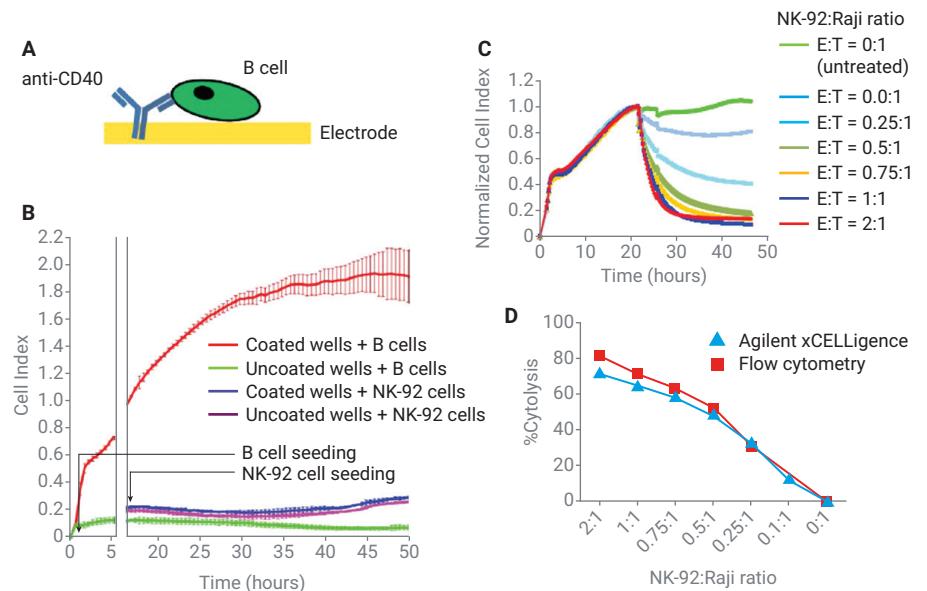 A
anti-CD40
B cell
Electrode
B
2.2
2.0
1.8
1.6
1.4
1.2
1.0
0.8
0.6
0.4
0.2
0
Cell Index
0
5
20
25
30
35
40
45
50
Time (hours)
Coated wells + B cells
Uncoated wells + B cells
Coated wells + NK-92 cells
Uncoated wells + NK-92 cells
B cell seeding
NK-92 cell seeding
C
1.2
1.0
0.8
0.6
0.4
0.2
0
Normalized Cell Index
0
10
20
30
40
50
Time (hours)
NK-92:Raji ratio
E:T = 0:1
(untreated)
E:T = 0.0:1
E:T = 0.25:1
E:T = 0.5:1
E:T = 0.75:1
E:T = 1:1
E:T = 2:1
D
100
80
60
40
20
0
%Cytolysis
Agilent xCELLigence
Flow cytometry
2:1
1:1
0.75:1
0.5:1
0.25:1
0.1:1
0:1
NK-92:Raji ratio